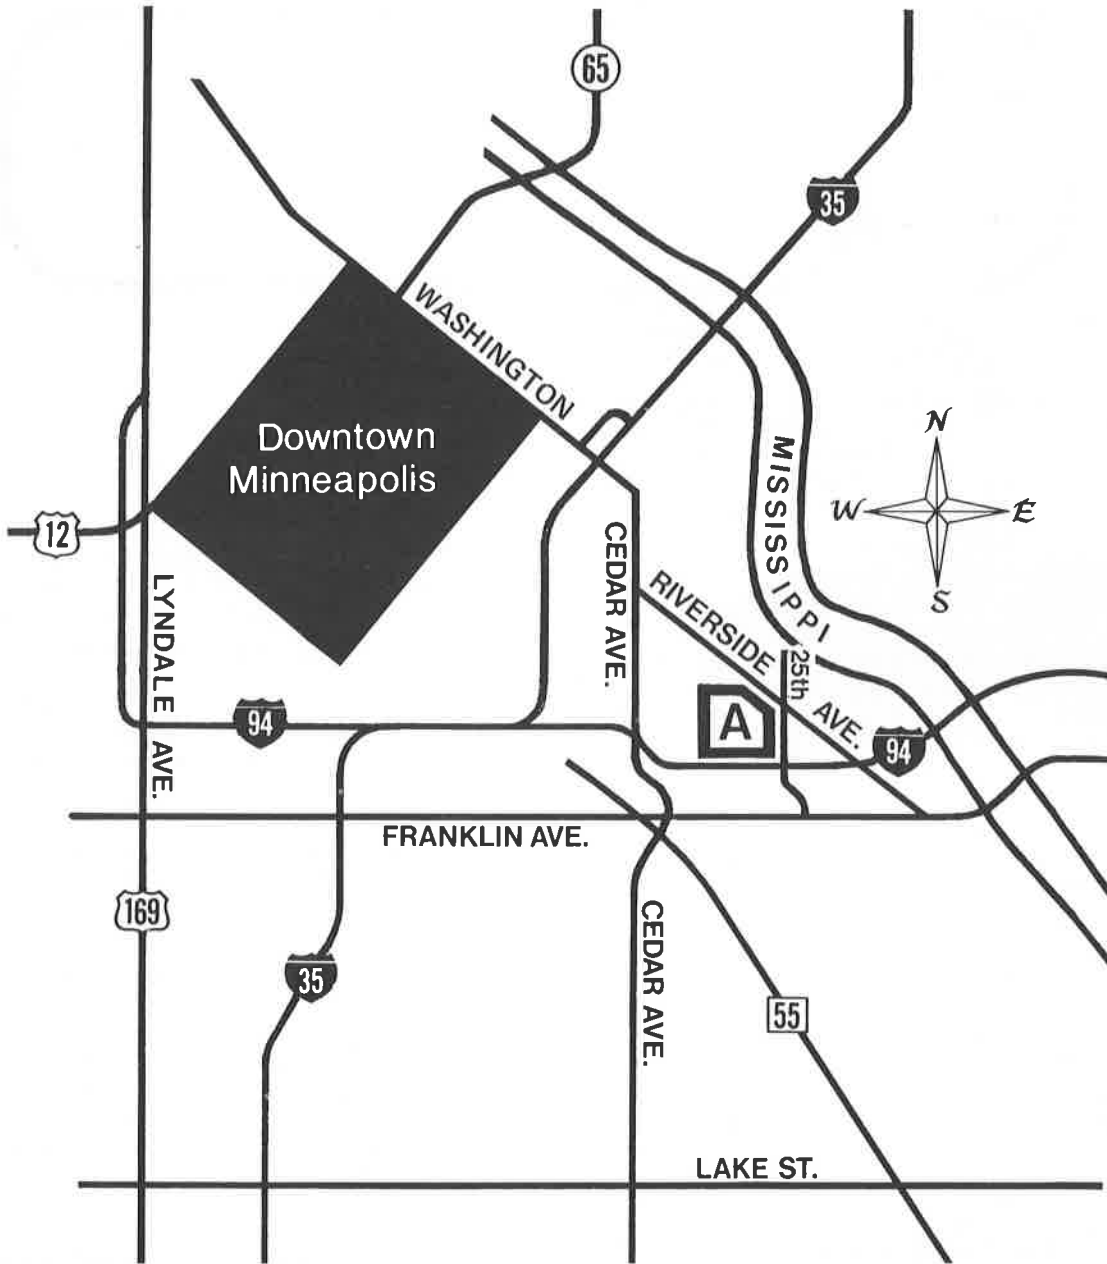 65
35
WASHINGTON
Downtown
Minneapolis
MISSISSIPPI
N
W
E
S
12
CEDAR AVE.
RIVERSIDE AVE.
25th
LYNDALE AVE.
94
A
94
FRANKLIN AVE.
169
CEDAR AVE.
35
55
LAKE ST.